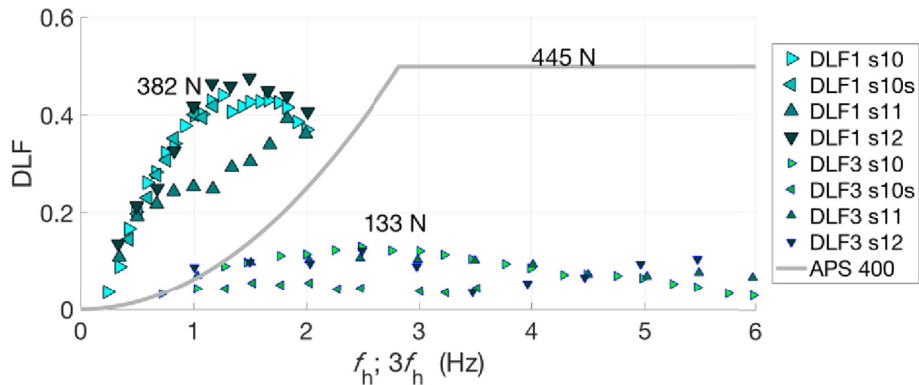 0.6
0.4
0.2
0
DLF
382 N
445 N
133 N
0 1 2 3 4 5 6
fh; 3fh (Hz)
DLF1 s10
DLF1 s10s
DLF1 s11
DLF1 s12
DLF3 s10
DLF3 s10s
DLF3 s11
DLF3 s12
APS 400